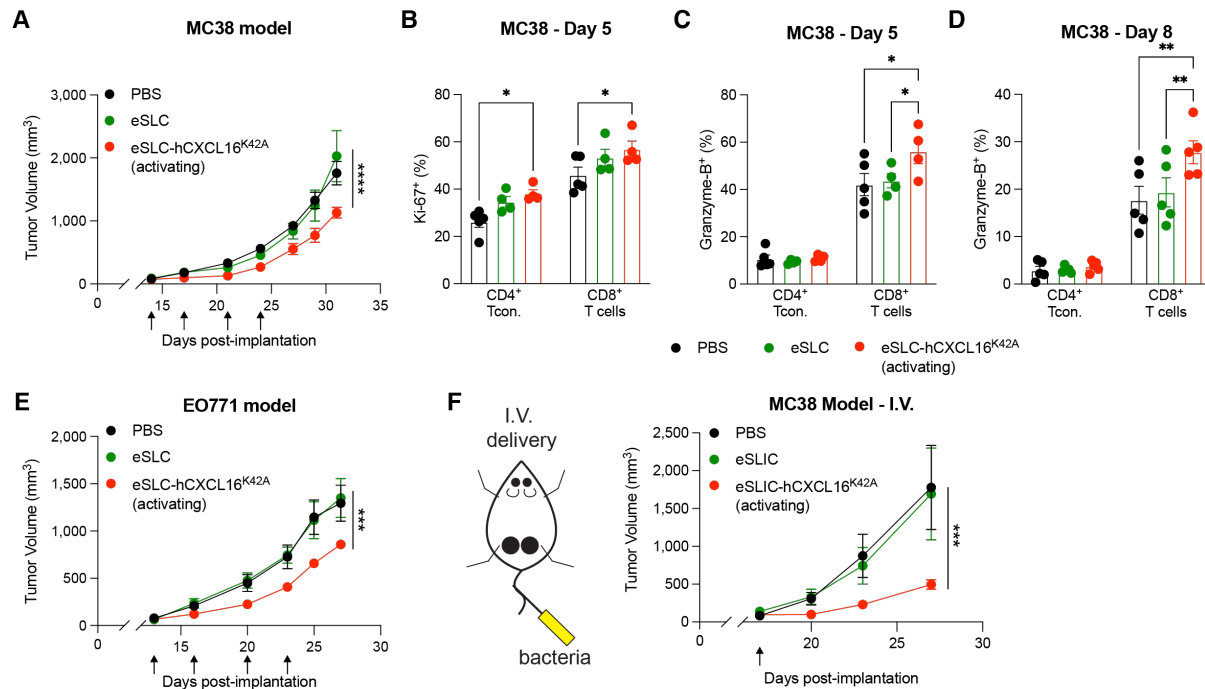 A
MC38 model
Tumor Volume (mm³)
3,000
2,000
1,000
0
PBS
eSLC
eSLC-hCXCL16ᴷ⁴²ᴬ
(activating)
****
0 15 20 25 30 35
Days post-implantation
B
MC38 - Day 5
Ki-67⁺ (%)
80
60
40
20
0
* *
CD4⁺ CD8⁺
Tcon. T cells
C
MC38 - Day 5
Granzyme-B⁺ (%)
80
60
40
20
0
*
*
CD4⁺ CD8⁺
Tcon. T cells
D
MC38 - Day 8
Granzyme-B⁺ (%)
40
30
20
10
0
**
**
CD4⁺ CD8⁺
Tcon. T cells
PBS eSLC eSLC-hCXCL16ᴷ⁴²ᴬ
(activating)
E
EO771 model
Tumor Volume (mm³)
2,000
1,500
1,000
500
0
PBS
eSLC
eSLC-hCXCL16ᴷ⁴²ᴬ
(activating)
***
0 15 20 25 30
Days post-implantation
F
I.V.
delivery
bacteria
MC38 Model - I.V.
Tumor Volume (mm³)
2,500
2,000
1,500
1,000
500
0
PBS
eSLIC
eSLIC-hCXCL16ᴷ⁴²ᴬ
(activating)
***
0 20 25 30
Days post-implantation